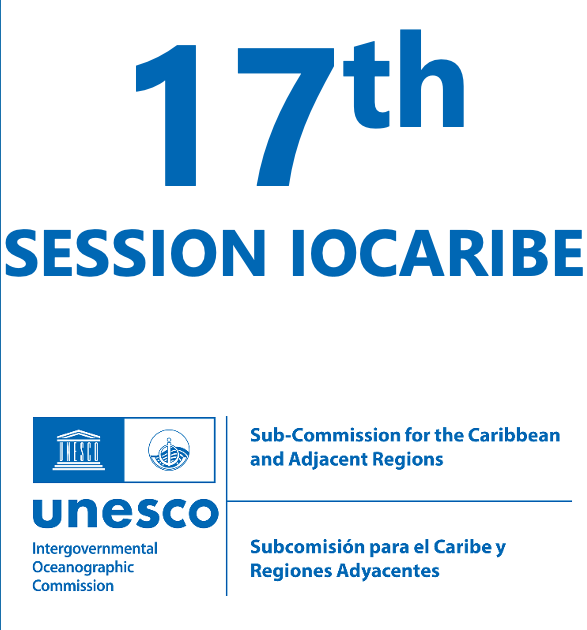 17th
SESSION IOCARIBE
UNESCO
unesco
Intergovernmental
Oceanographic
Commission
Sub-Commission for the Caribbean
and Adjacent Regions
Subcomisión para el Caribe y
Regiones Adyacentes